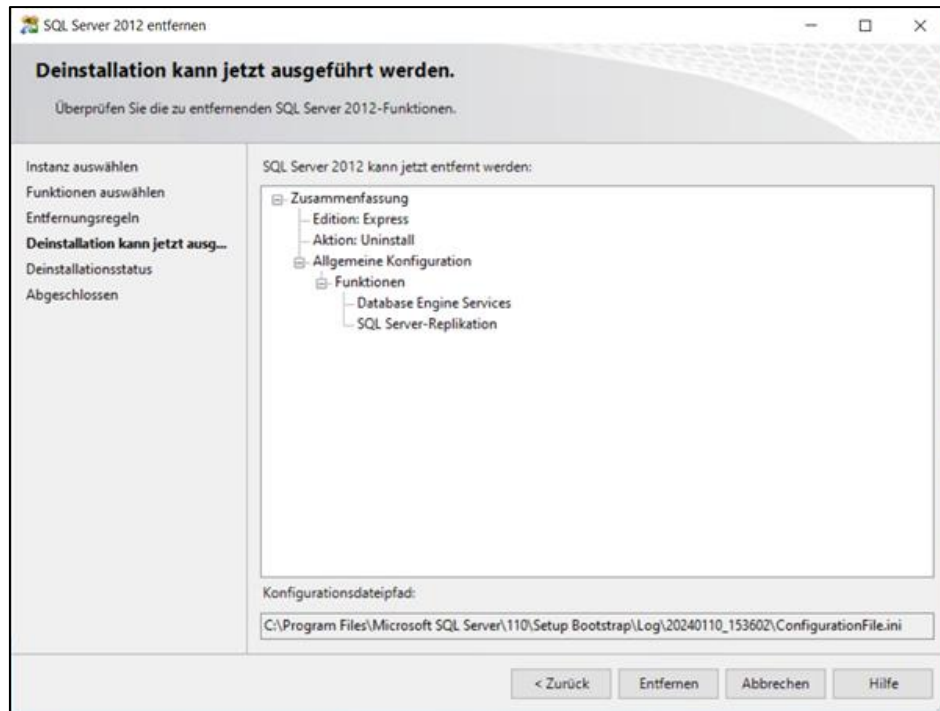 SQL Server 2012 entfernen
Deinstallation kann jetzt ausgeführt werden.
Überprüfen Sie die zu entfernenden SQL Server 2012-Funktionen.
Instanz auswählen
Funktionen auswählen
Entfernungsregeln
Deinstallation kann jetzt ausg...
Deinstallationsstatus
Abgeschlossen
SQL Server 2012 kann jetzt entfernt werden:
Zusammenfassung
Edition: Express
Aktion: Uninstall
Allgemeine Konfiguration
Funktionen
Database Engine Services
SQL Server-Replikation
Konfigurationsdateipfad:
C:\Program Files\Microsoft SQL Server\110\Setup Bootstrap\Log\20240110_153602\ConfigurationFile.ini
< Zurück Entfernen Abbrechen Hilfe